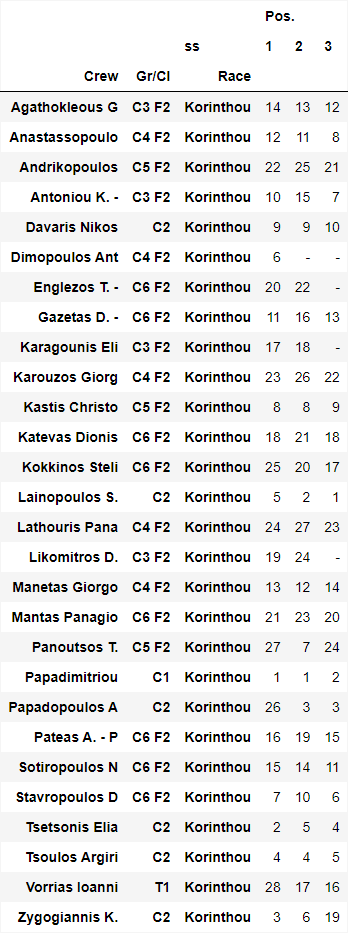 Pos.
ss 1 2 3
Crew Gr/Cl Race
Agathokleous G C3 F2 Korinthou 14 13 12
Anastassopoulo C4 F2 Korinthou 12 11 8
Andrikopoulos C5 F2 Korinthou 22 25 21
Antoniou K. - C3 F2 Korinthou 10 15 7
Davaris Nikos C2 Korinthou 9 9 10
Dimopoulos Ant C4 F2 Korinthou 6 - -
Englezos T. - C6 F2 Korinthou 20 22 -
Gazetas D. - C6 F2 Korinthou 11 16 13
Karagounis Eli C3 F2 Korinthou 17 18 -
Karouzos Giorg C4 F2 Korinthou 23 26 22
Kastis Christo C5 F2 Korinthou 8 8 9
Katevas Dionis C6 F2 Korinthou 18 21 18
Kokkinos Steli C6 F2 Korinthou 25 20 17
Lainopoulos S. C2 Korinthou 5 2 1
Lathouris Pana C4 F2 Korinthou 24 27 23
Likomitros D. C3 F2 Korinthou 19 24 -
Manetas Giorgo C4 F2 Korinthou 13 12 14
Mantas Panagio C6 F2 Korinthou 21 23 20
Panoutsos T. C5 F2 Korinthou 27 7 24
Papadimitriou C1 Korinthou 1 1 2
Papadopoulos A C2 Korinthou 26 3 3
Pateas A. - P C6 F2 Korinthou 16 19 15
Sotiropoulos N C6 F2 Korinthou 15 14 11
Stavropoulos D C6 F2 Korinthou 7 10 6
Tsetsonis Elia C2 Korinthou 2 5 4
Tsoulos Argiri C2 Korinthou 4 4 5
Vorrias Ioanni T1 Korinthou 28 17 16
Zygogiannis K. C2 Korinthou 3 6 19